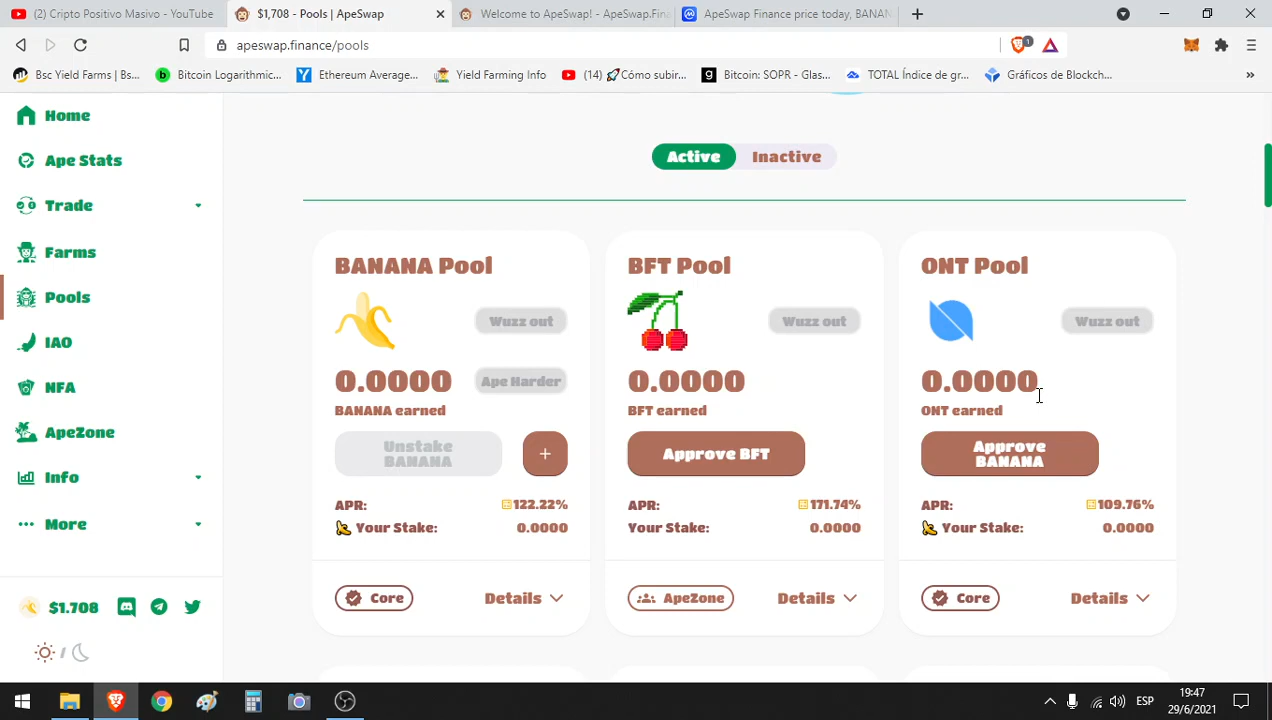 (2) Cripto Positivo Masivo - YouTube
$1,708 - Pools | ApeSwap
Welcome to ApeSwap! - ApeSwap.Fin
ApeSwap Finance price today, BANAN
apeswap.finance/pools
1
Bsc Yield Farms | Bs...
Bitcoin Logarithmic...
Ethereum Average...
Yield Farming Info
(14) 🚀Cómo subir...
Bitcoin: SOPR - Glas...
TOTAL Índice de gr...
Gráficos de Blockch...
»
Home
Ape Stats
Trade
Farms
Pools
IAO
NFA
ApeZone
Info
More
$1.708
/
Active
Inactive
BANANA Pool
Wuzz out
0.0000
Ape Harder
BANANA earned
Unstake
BANANA
+
APR:
122.22%
Your Stake:
0.0000
Core
Details
BFT Pool
Wuzz out
0.0000
BFT earned
Approve BFT
APR:
171.74%
Your Stake:
0.0000
ApeZone
Details
ONT Pool
Wuzz out
0.0000
ONT earned
Approve
BANANA
APR:
109.76%
Your Stake:
0.0000
Core
Details
ESP
19:47
29/6/2021